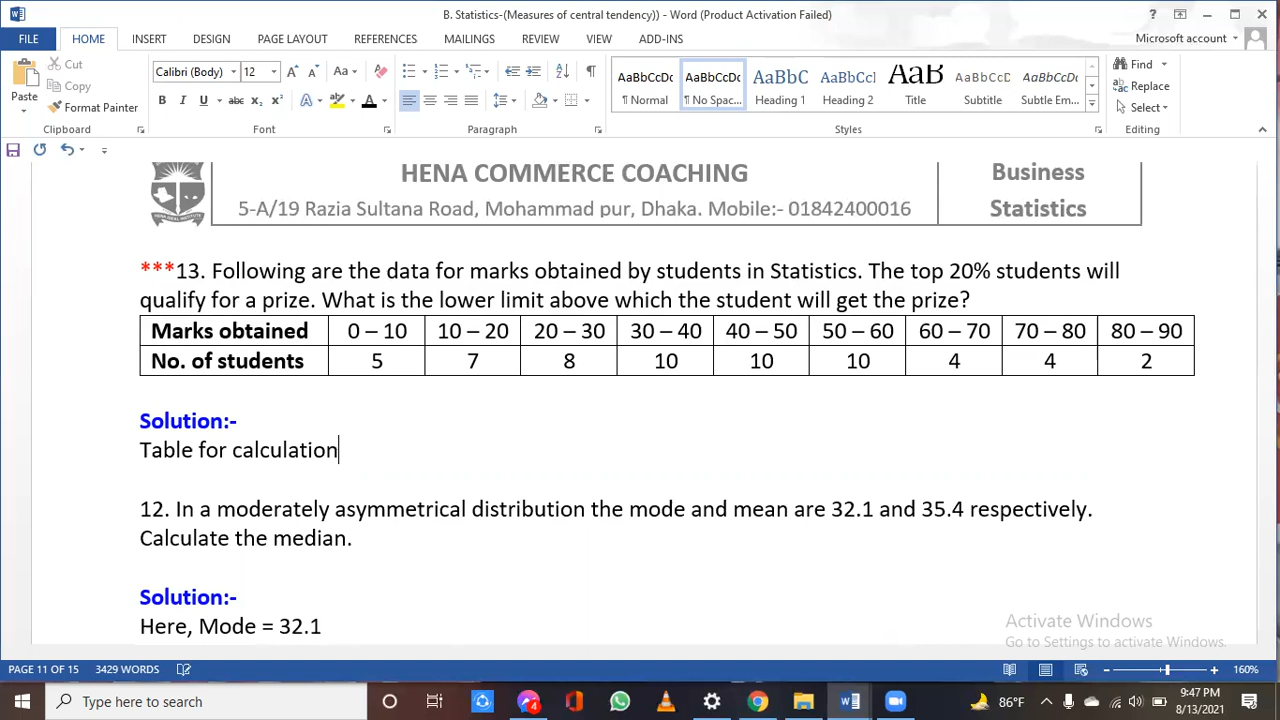 B. Statistics-(Measures of central tendency)) - Word (Product Activation Failed)
FILE HOME INSERT DESIGN PAGE LAYOUT REFERENCES MAILINGS REVIEW VIEW ADD-INS Microsoft account
Cut
Copy
Format Painter
Paste
Calibri (Body) 12
AaBbCcDc AaBbCcDc AaBbC AaBbCc AaB AaBbCcD AaBbCcDc
¶ Normal ¶ No Spac... Heading Heading 2 Title Subtitle Subtle Em...
Find
Replace
Select
Clipboard Font Paragraph Styles Editing
HENA COMMERCE COACHING
5-A/19 Razia Sultana Road, Mohammad pur, Dhaka. Mobile:- 01842400016
Business
Statistics
***13. Following are the data for marks obtained by students in Statistics. The top 20% students will
qualify for a prize. What is the lower limit above which the student will get the prize?
Marks obtained 0 – 10 10 – 20 20 – 30 30 – 40 40 – 50 50 – 60 60 – 70 70 – 80 80 – 90
No. of students 5 7 8 10 10 10 4 4 2
Solution:-
Table for calculation
12. In a moderately asymmetrical distribution the mode and mean are 32.1 and 35.4 respectively.
Calculate the median.
Solution:-
Here, Mode = 32.1
Activate Windows
Go to Settings to activate Windows.
PAGE 11 OF 15 3429 WORDS 160%
Type here to search
4
86°F
9:47 PM
8/13/2021